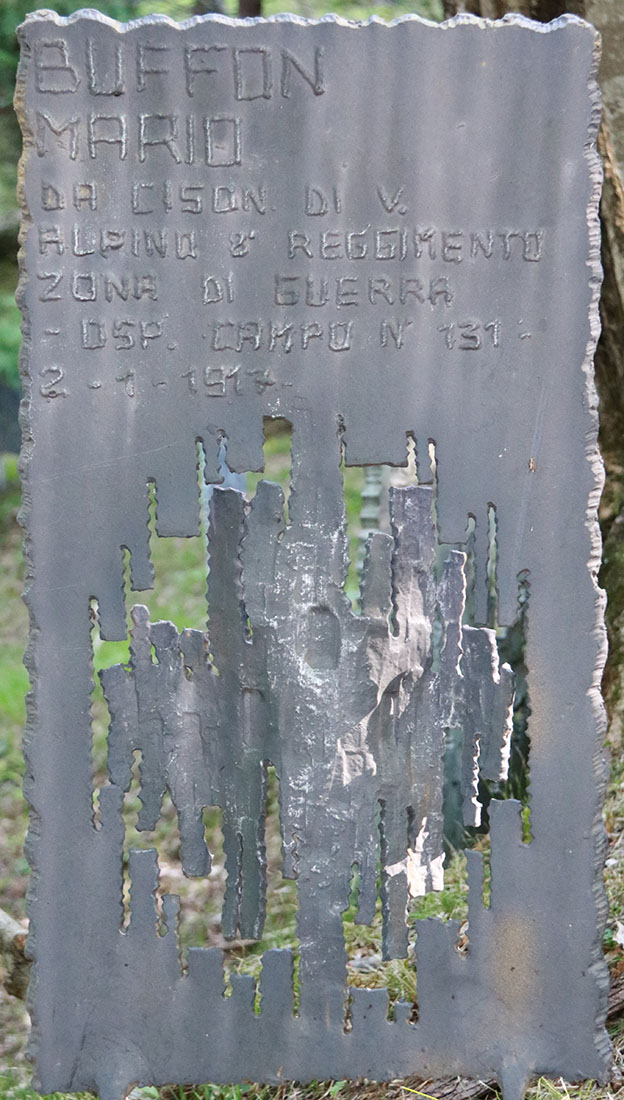 BUFFON
MARIO
DA CISON DI V.
ALPINO 8° REGGIMENTO
ZONA DI GUERRA
- OSP. CAMPO N° 131 -
2 - 1 - 1917 -